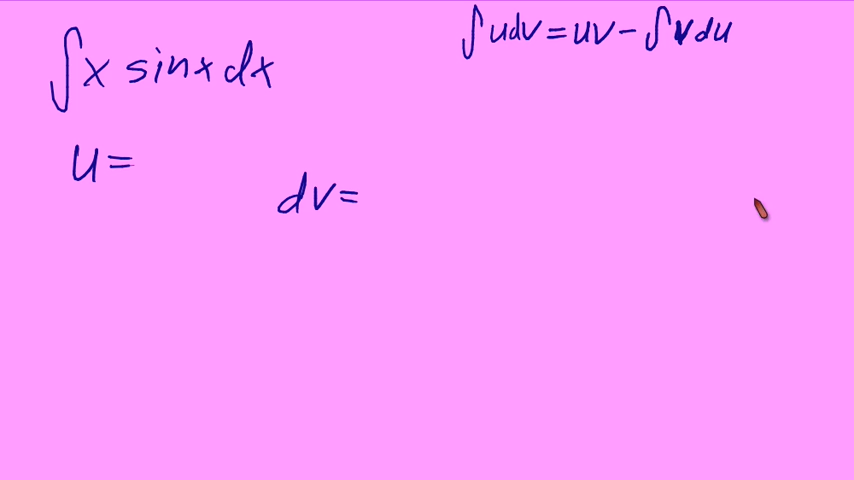 ∫x sinx dx
∫udv=uv-∫vdu
u=
dv=